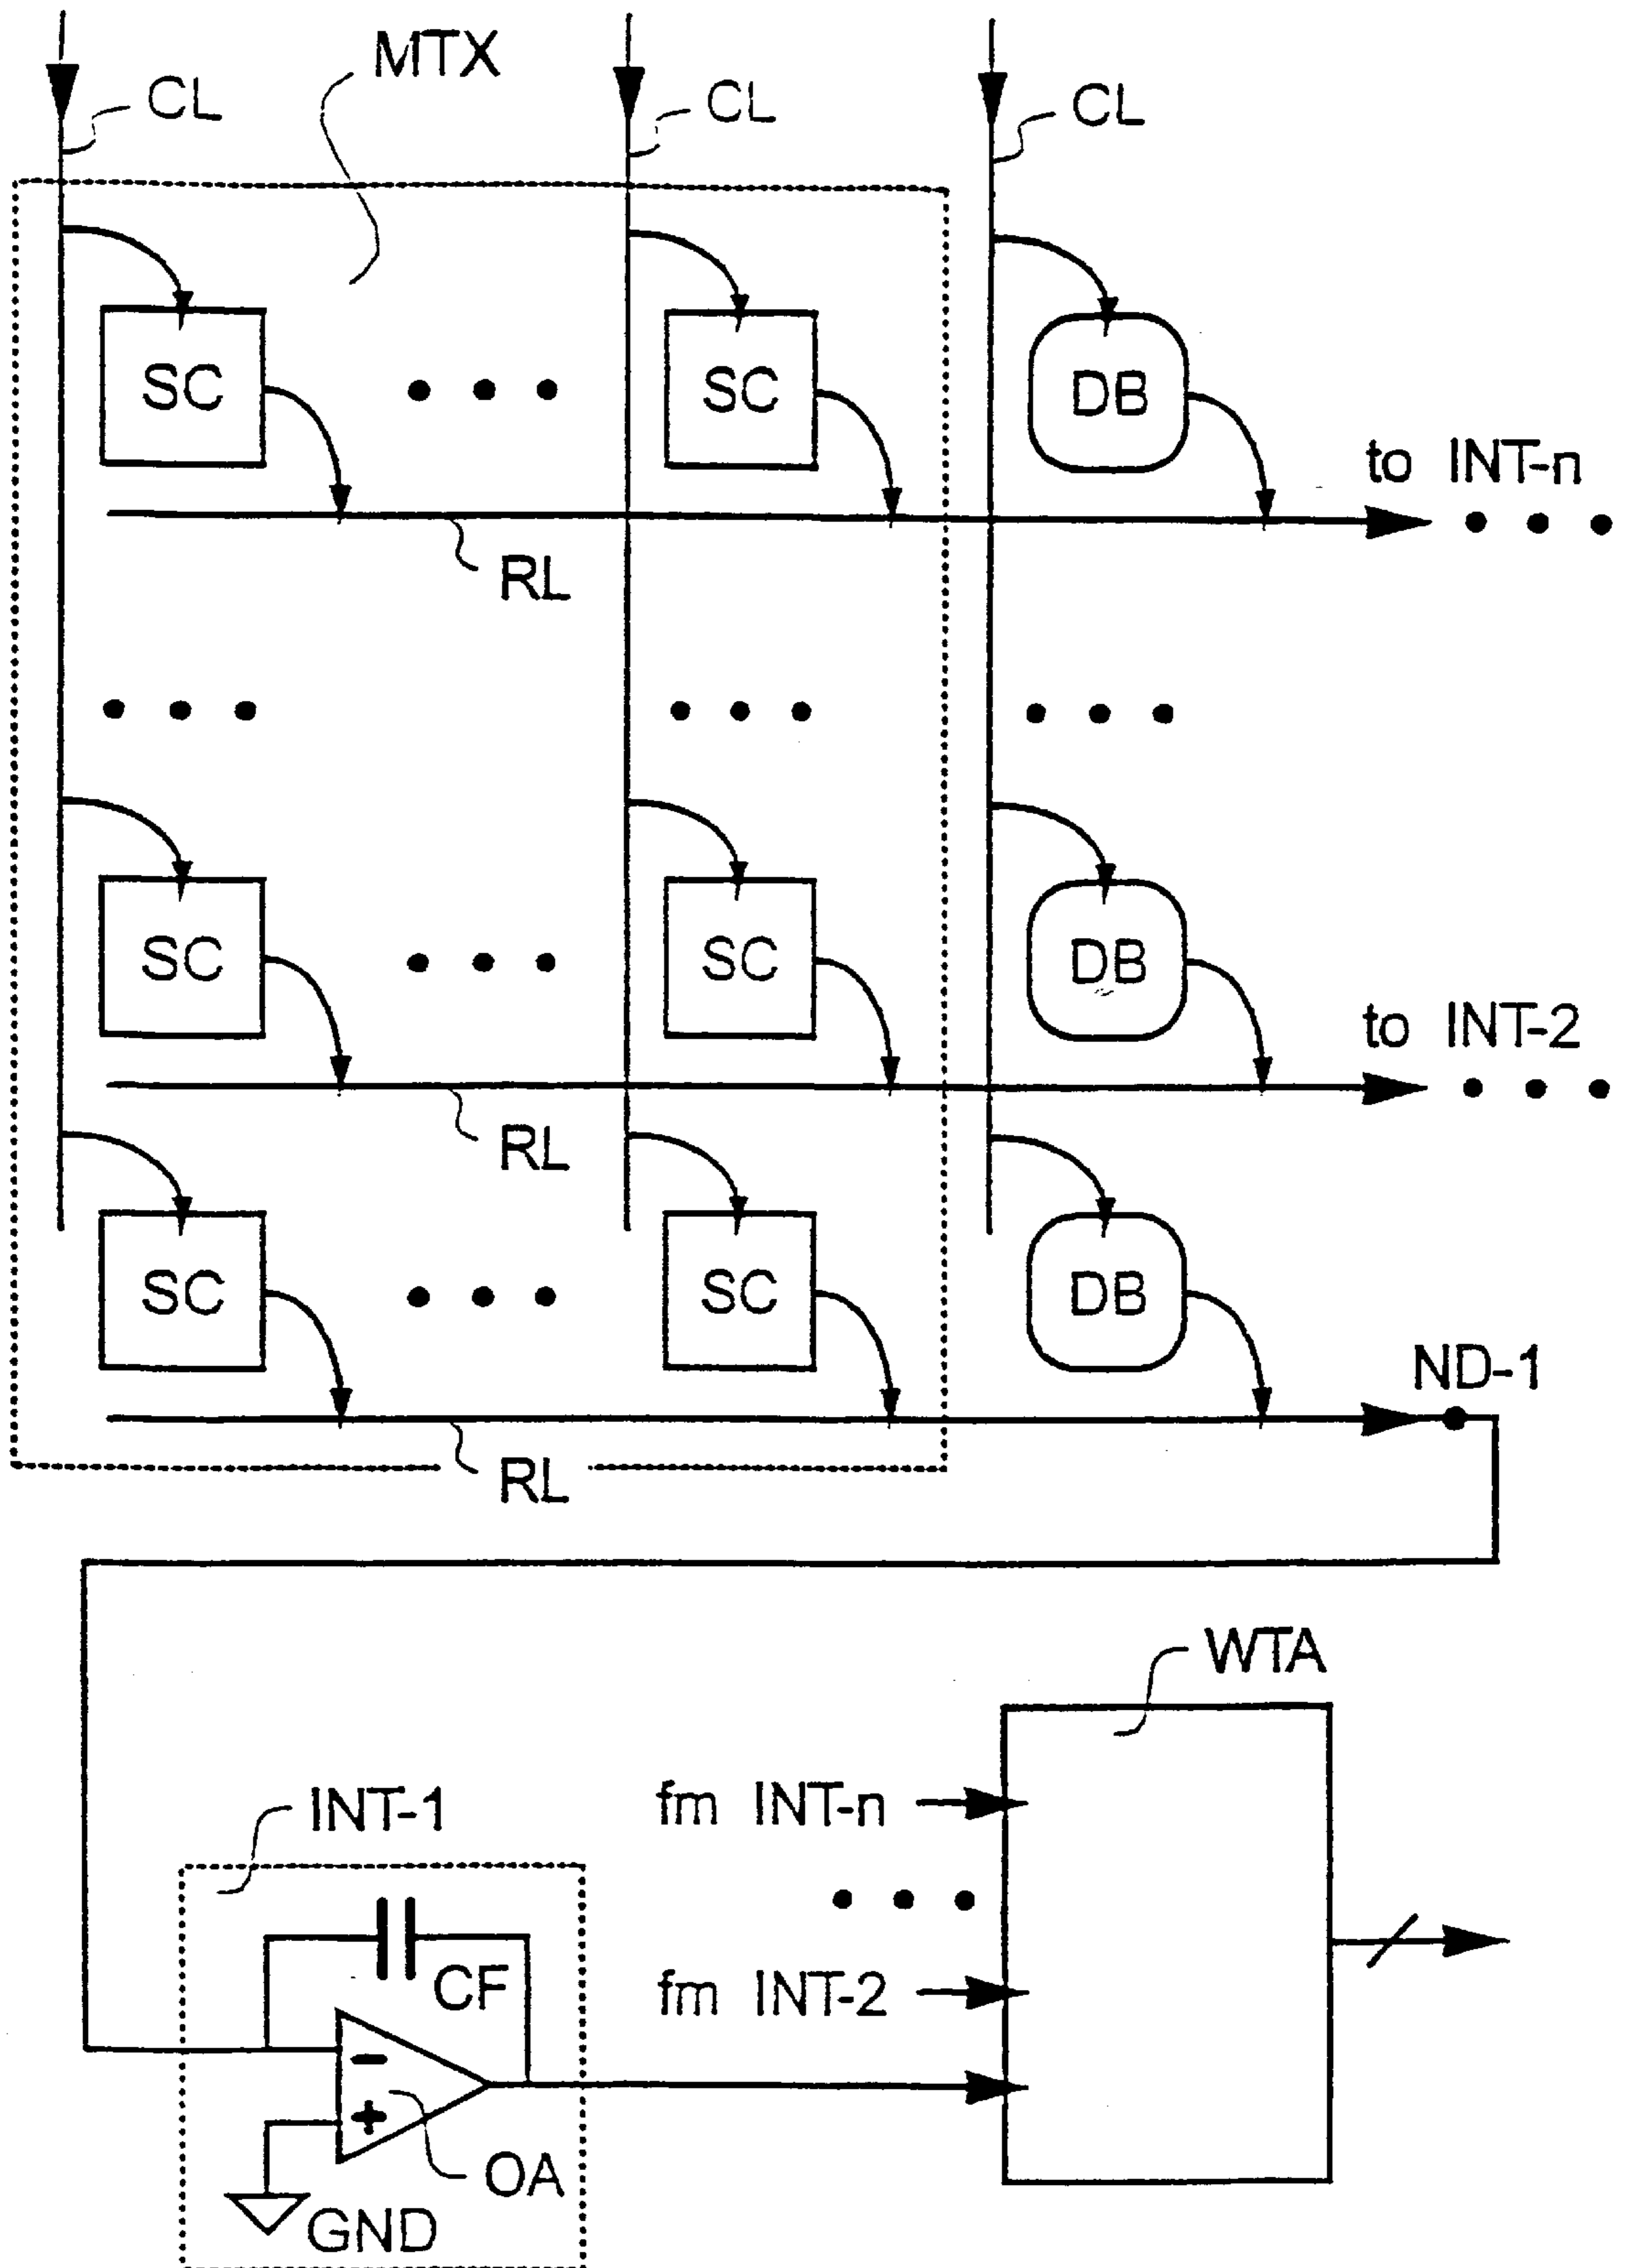 MTX
CL
CL
CL
SC
SC
DB
to INT-n
RL
SC
SC
DB
to INT-2
RL
SC
SC
DB
ND-1
RL
WTA
INT-1
fm INT-n
CF
fm INT-2
-
+
OA
GND